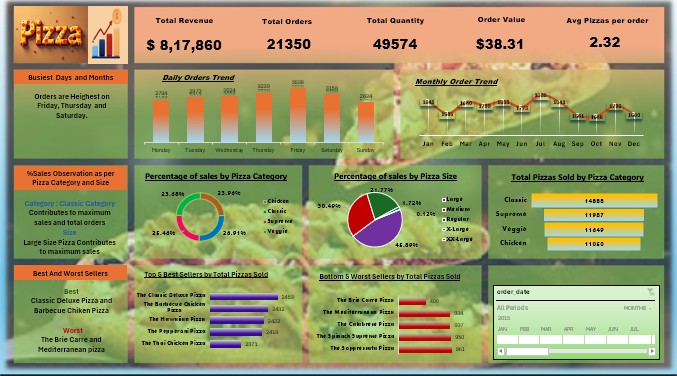 Pizza
Total Revenue
Total Orders
Total Quantity
Order Value
Avg Pizzas per order
$ 8,17,860
21350
49574
$38.31
2.32
Busiest Days and Months
Orders are Heighest on
Friday, Thursday and
Saturday.
Daily Orders Trend
2794
2973
3024
3239
3538
3158
2624
Monday
Tuesday
Wednesday
Thursday
Friday
Saturday
Sunday
Monthly Order Trend
Jan
Feb
Mar
Apr
May
Jun
Jul
Aug
Sep
Oct
Nov
Dec
%Sales Observation as per
Pizza Category and Size
Category : Classic Category
Contributes to maximum
sales and total orders
Size
Large Size Pizza Contributes
to maximum sales
Percentage of sales by Pizza Category
23.68%
23.96%
25.46%
26.91%
Chicken
Classic
Supreme
Veggie
Percentage of sales by Pizza Size
21.77%
1.72%
0.12%
30.49%
45.89%
Large
Medium
Regular
X-Large
XX-Large
Total Pizzas Sold by Pizza Category
Classic
14888
Supreme
11987
Veggie
11649
Chicken
11050
Best And Worst Sellers
Best
Classic Deluxe Pizza and
Barbecue Chiken Pizza
Worst
The Brie Carre and
Mediterranean pizza
Top 5 Best Sellers by Total Pizzas Sold
The Classic Deluxe Pizza
2453
The Barbecue Chicken
Pizza
2432
The Hawaiian Pizza
2422
The Pepperoni Pizza
2418
The Thai Chicken Pizza
2371
Bottom 5 Worst Sellers by Total Pizzas Sold
The Brie Carre Pizza
490
The Mediterranean Pizza
934
The Calabrese Pizza
937
The Spinach Supreme Pizza
950
The Soppressata Pizza
961
order_date
All Periods
MONTHS
2015
JAN
FEB
MAR
APR
MAY
JUN
JUL